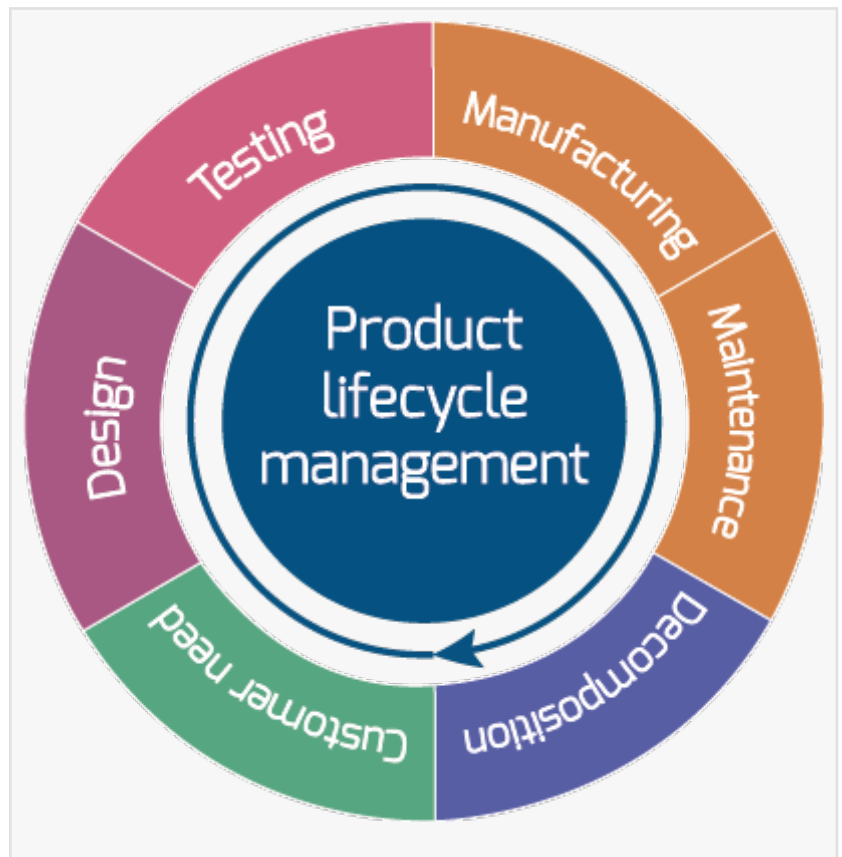 Product
lifecycle
management
Customer need
Design
Testing
Manufacturing
Maintenance
Decomposition